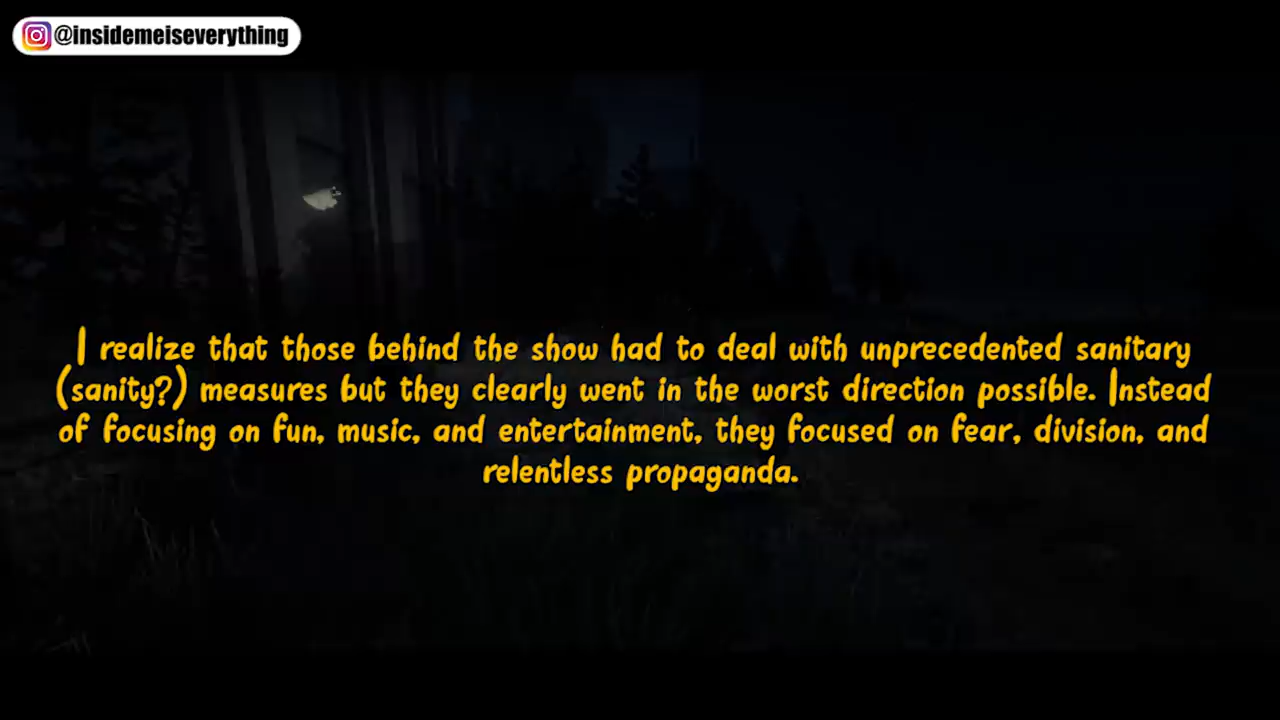 @insidemeiseverything
I realize that those behind the show had to deal with unprecedented sanitary
(sanity?) measures but they clearly went in the worst direction possible. Instead
of focusing on fun, music, and entertainment, they focused on fear, division, and
relentless propaganda.